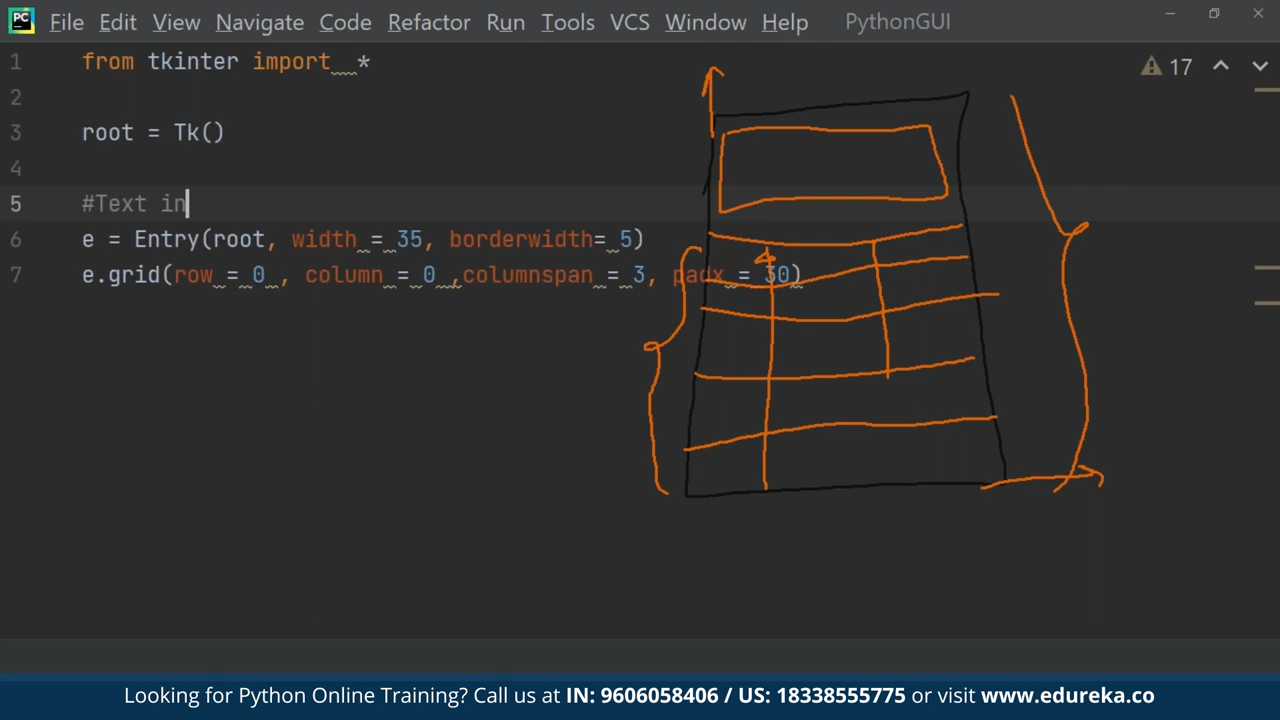 PC File Edit View Navigate Code Refactor Run Tools VCS Window Help PythonGUI
1 from tkinter import *
17
2
3 root = Tk()
4
5 #Text in
6 e = Entry(root, width = 35, borderwidth= 5)
7 e.grid(row = 0 , column = 0 ,columnspan = 3, padx = 30)
Looking for Python Online Training? Call us at IN: 9606058406 / US: 18338555775 or visit www.edureka.co